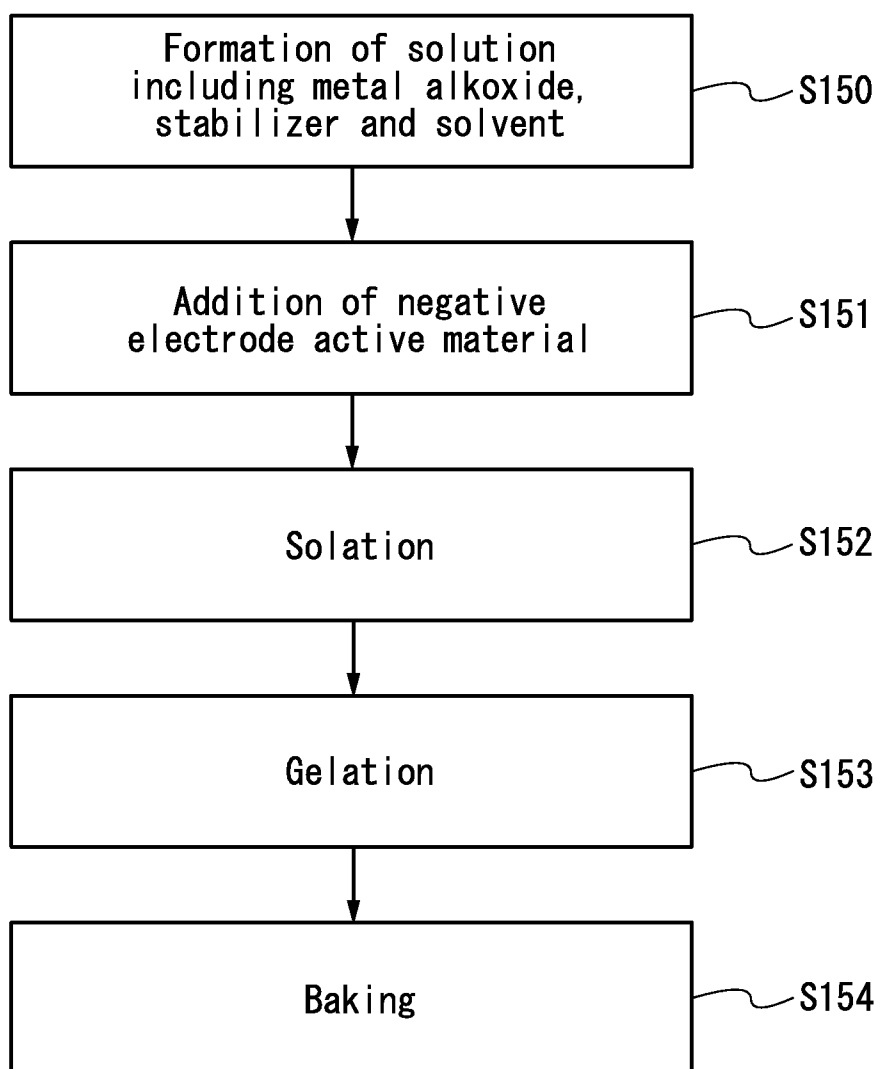 Formation of solution
including metal alkoxide,
stabilizer and solvent
S150
Addition of negative
electrode active material
S151
Solation
S152
Gelation
S153
Baking
S154